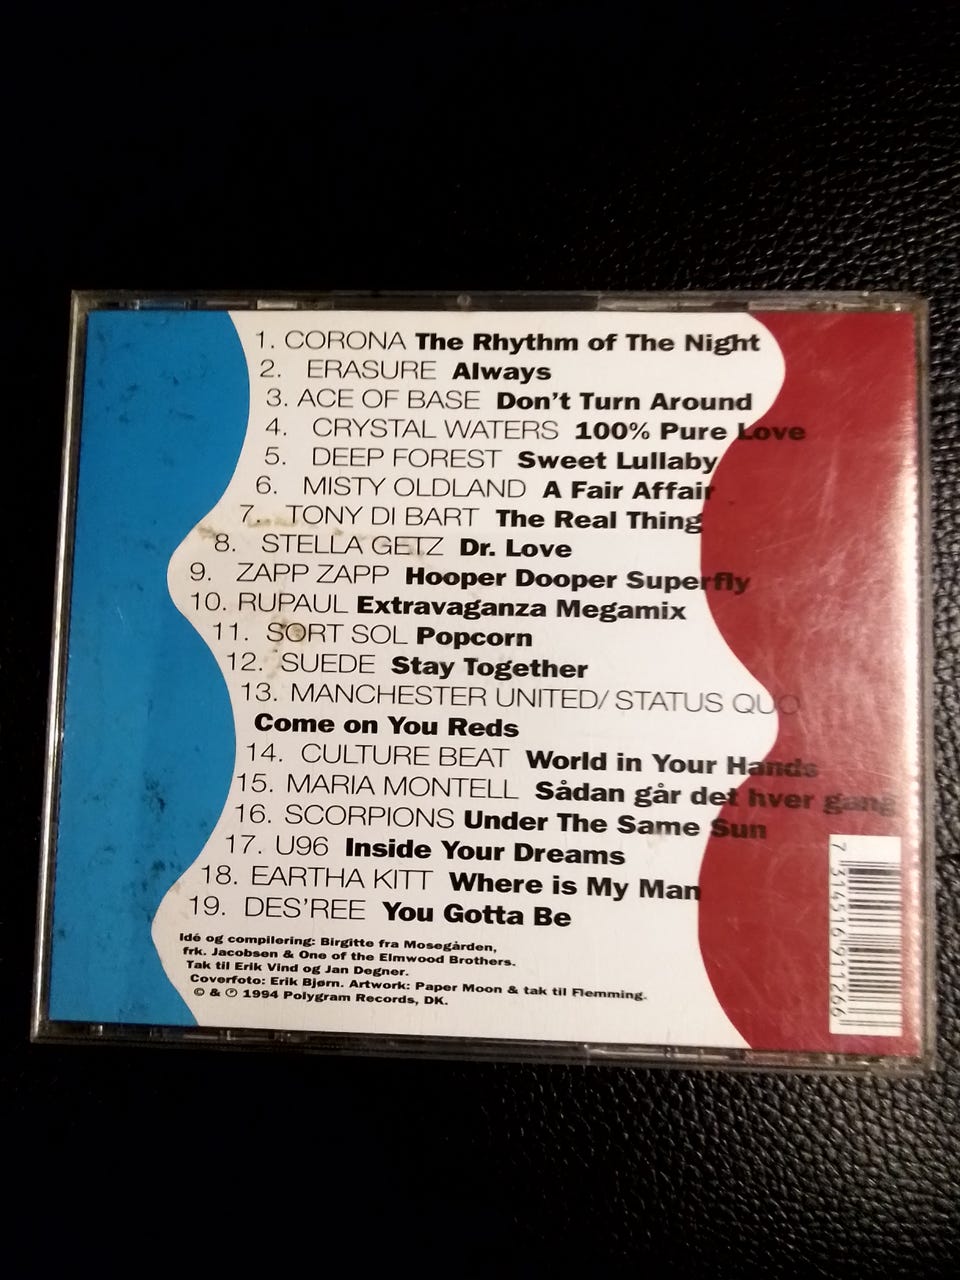 1. CORONA The Rhythm of The Night
2. ERASURE Always
3. ACE OF BASE Don't Turn Around
4. CRYSTAL WATERS 100% Pure Love
5. DEEP FOREST Sweet Lullaby
6. MISTY OLDLAND A Fair Affair
7. TONY DI BART The Real Thing
8. STELLA GETZ Dr. Love
9. ZAPP ZAPP Hooper Dooper Superfly
10. RUPAUL Extravaganza Megamix
11. SORT SOL Popcorn
12. SUEDE Stay Together
13. MANCHESTER UNITED/ STATUS QUO
Come on You Reds
14. CULTURE BEAT World in Your Hands
15. MARIA MONTELL Sådan går det hver gang
16. SCORPIONS Under The Same Sun
17. U96 Inside Your Dreams
18. EARTHA KITT Where is My Man
19. DES'REE You Gotta Be
Idé og compilering: Birgitte fra Mosegården,
frk. Jacobsen & One of the Elmwood Brothers.
Tak til Erik Vind og Jan Degner.
Coverfoto: Erik Bjørn. Artwork: Paper Moon & tak til Flemming.
© & ℗ 1994 Polygram Records, DK.
7 314516 911266